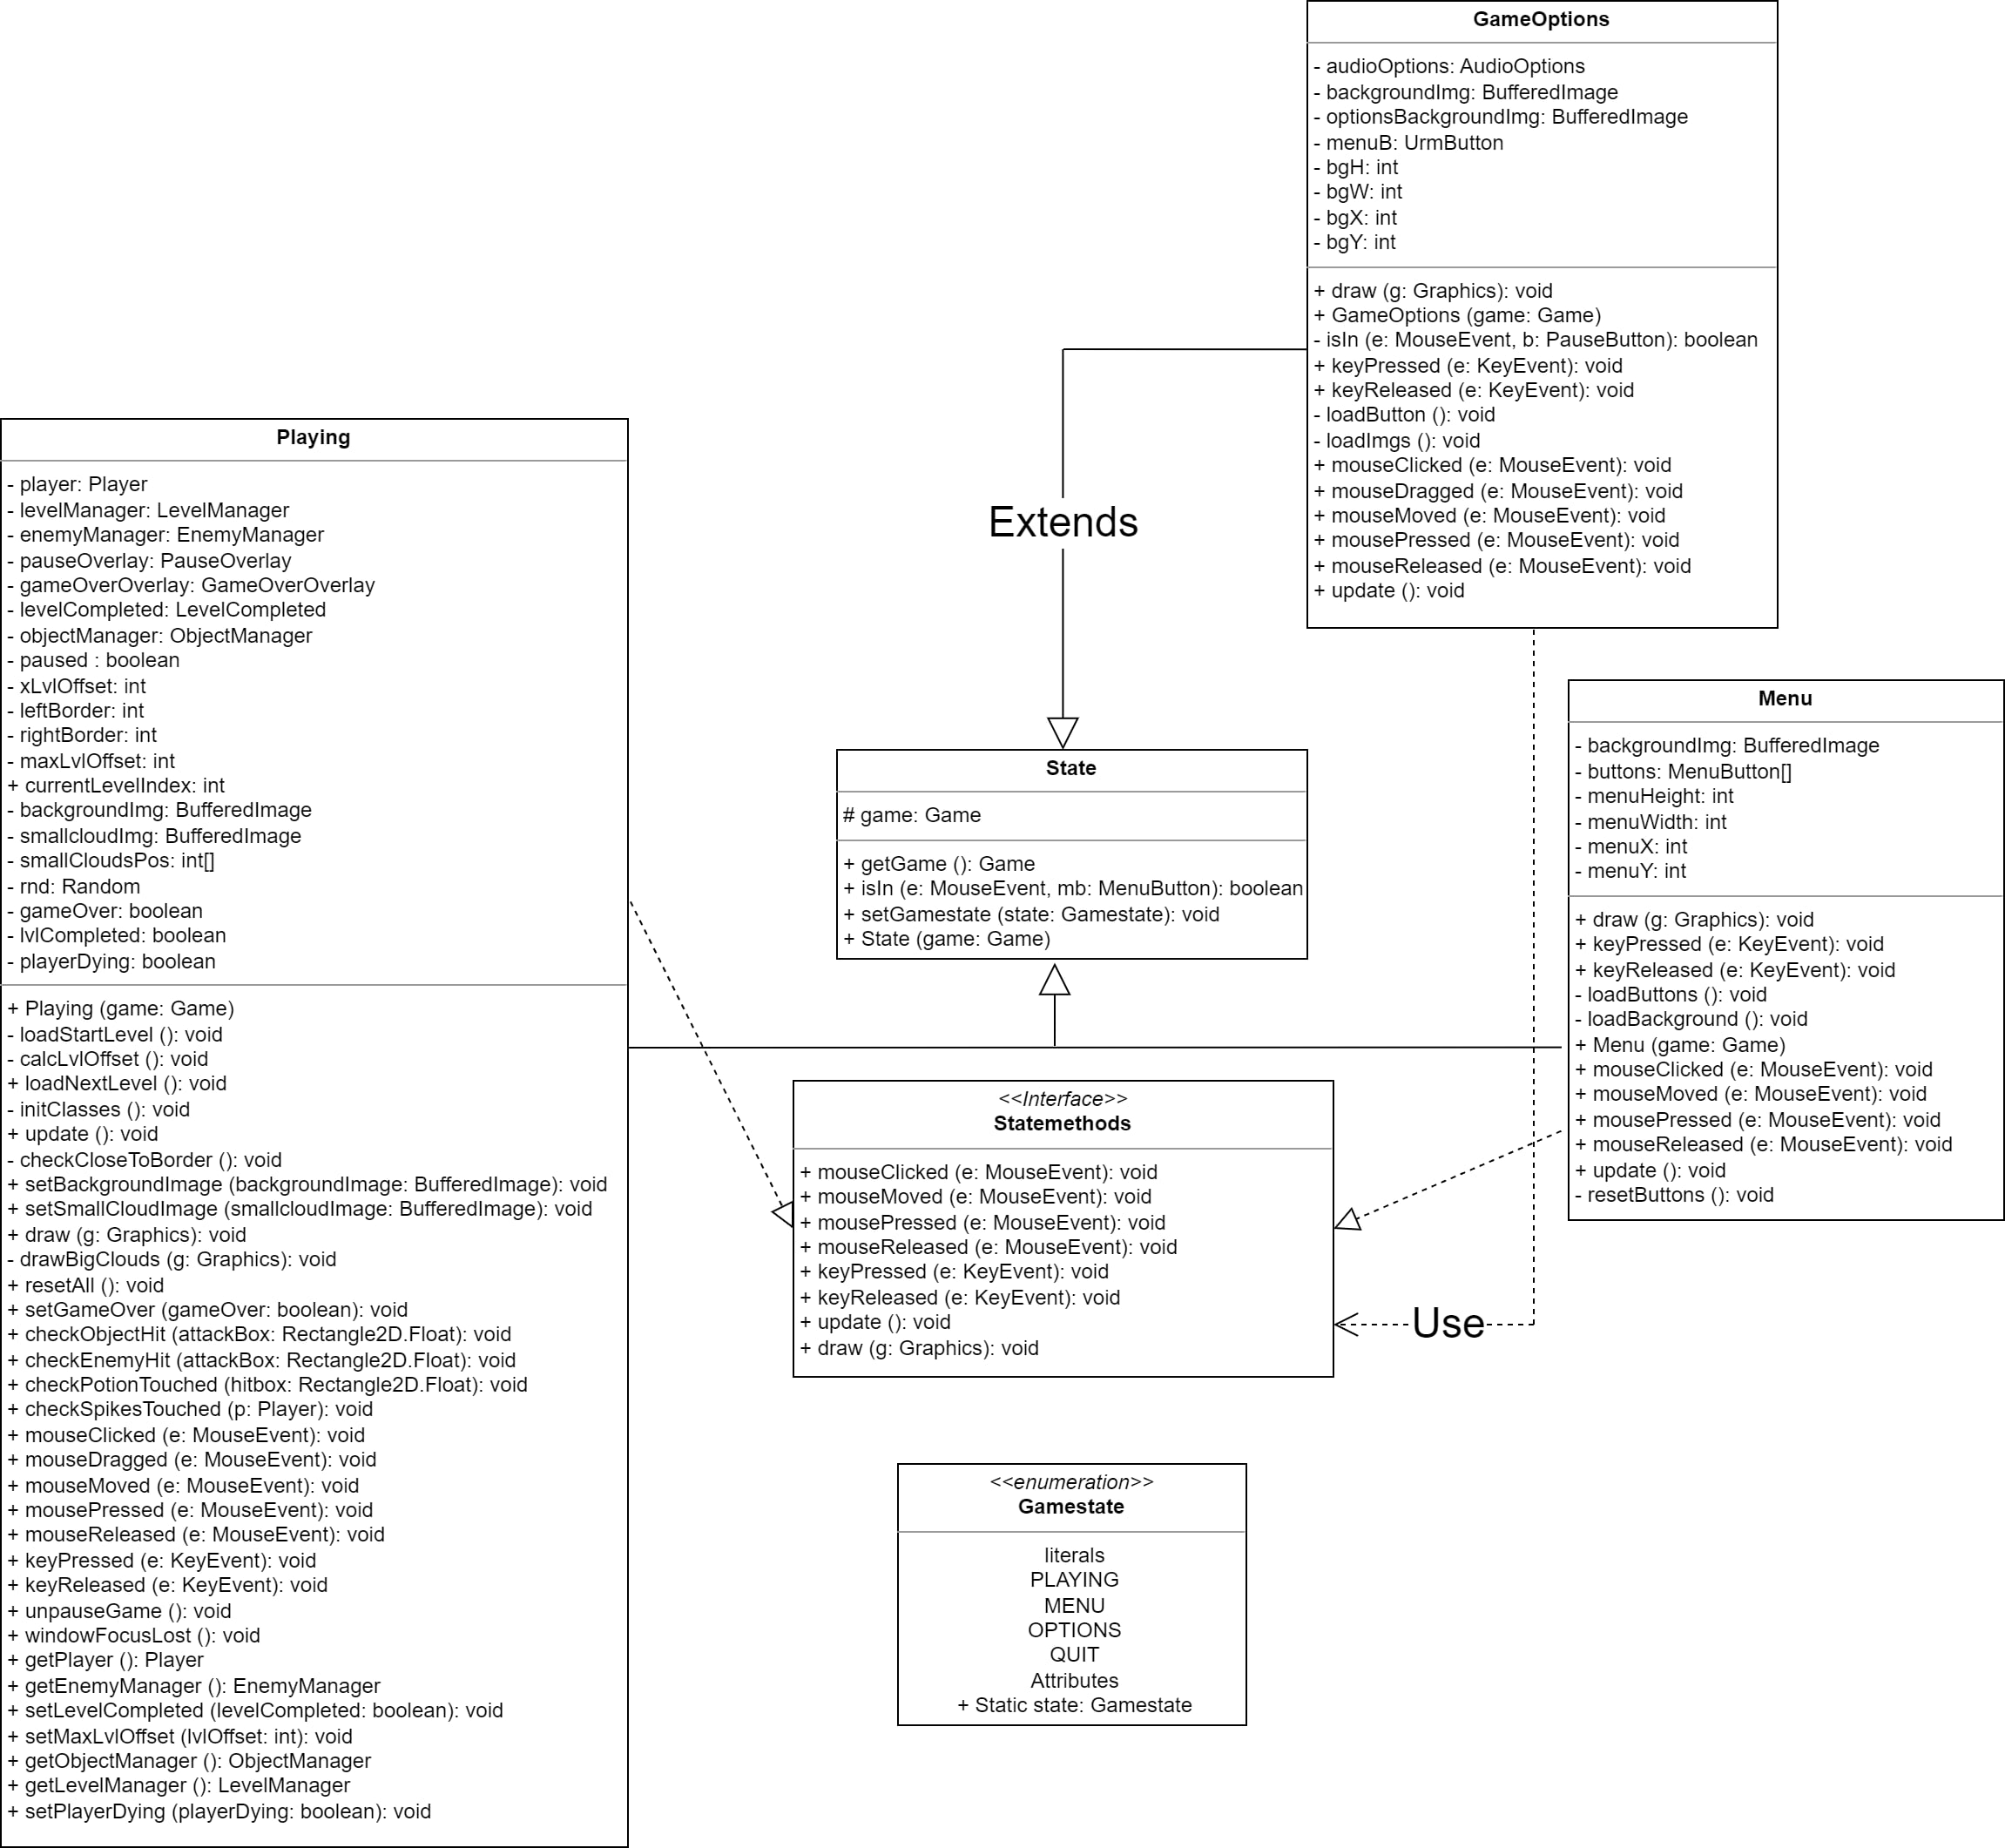 GameOptions
- audioOptions: AudioOptions
- backgroundImg: BufferedImage
- optionsBackgroundImg: BufferedImage
- menuB: UrmButton
- bgH: int
- bgW: int
- bgX: int
- bgY: int
+ draw (g: Graphics): void
+ GameOptions (game: Game)
- isIn (e: MouseEvent, b: PauseButton): boolean
+ keyPressed (e: KeyEvent): void
+ keyReleased (e: KeyEvent): void
- loadButton (): void
- loadImgs (): void
+ mouseClicked (e: MouseEvent): void
+ mouseDragged (e: MouseEvent): void
+ mouseMoved (e: MouseEvent): void
+ mousePressed (e: MouseEvent): void
+ mouseReleased (e: MouseEvent): void
+ update (): void
Extends
Playing
- player: Player
- levelManager: LevelManager
- enemyManager: EnemyManager
- pauseOverlay: PauseOverlay
- gameOverOverlay: GameOverOverlay
- levelCompleted: LevelCompleted
- objectManager: ObjectManager
- paused : boolean
- xLvlOffset: int
- leftBorder: int
- rightBorder: int
- maxLvlOffset: int
+ currentLevelIndex: int
- backgroundImg: BufferedImage
- smallcloudImg: BufferedImage
- smallCloudsPos: int[]
- rnd: Random
- gameOver: boolean
- lvlCompleted: boolean
- playerDying: boolean
+ Playing (game: Game)
- loadStartLevel (): void
- calcLvlOffset (): void
+ loadNextLevel (): void
- initClasses (): void
+ update (): void
- checkCloseToBorder (): void
+ setBackgroundImage (backgroundImage: BufferedImage): void
+ setSmallCloudImage (smallcloudImage: BufferedImage): void
+ draw (g: Graphics): void
- drawBigClouds (g: Graphics): void
+ resetAll (): void
+ setGameOver (gameOver: boolean): void
+ checkObjectHit (attackBox: Rectangle2D.Float): void
+ checkEnemyHit (attackBox: Rectangle2D.Float): void
+ checkPotionTouched (hitbox: Rectangle2D.Float): void
+ checkSpikesTouched (p: Player): void
+ mouseClicked (e: MouseEvent): void
+ mouseDragged (e: MouseEvent): void
+ mouseMoved (e: MouseEvent): void
+ mousePressed (e: MouseEvent): void
+ mouseReleased (e: MouseEvent): void
+ keyPressed (e: KeyEvent): void
+ keyReleased (e: KeyEvent): void
+ unpauseGame (): void
+ windowFocusLost (): void
+ getPlayer (): Player
+ getEnemyManager (): EnemyManager
+ setLevelCompleted (levelCompleted: boolean): void
+ setMaxLvlOffset (lvlOffset: int): void
+ getObjectManager (): ObjectManager
+ getLevelManager (): LevelManager
+ setPlayerDying (playerDying: boolean): void
State
# game: Game
+ getGame (): Game
+ isIn (e: MouseEvent, mb: MenuButton): boolean
+ setGamestate (state: Gamestate): void
+ State (game: Game)
Menu
- backgroundImg: BufferedImage
- buttons: MenuButton[]
- menuHeight: int
- menuWidth: int
- menuX: int
- menuY: int
+ draw (g: Graphics): void
+ keyPressed (e: KeyEvent): void
+ keyReleased (e: KeyEvent): void
- loadButtons (): void
- loadBackground (): void
+ Menu (game: Game)
+ mouseClicked (e: MouseEvent): void
+ mouseMoved (e: MouseEvent): void
+ mousePressed (e: MouseEvent): void
+ mouseReleased (e: MouseEvent): void
+ update (): void
- resetButtons (): void
<<Interface>>
Statemethods
+ mouseClicked (e: MouseEvent): void
+ mouseMoved (e: MouseEvent): void
+ mousePressed (e: MouseEvent): void
+ mouseReleased (e: MouseEvent): void
+ keyPressed (e: KeyEvent): void
+ keyReleased (e: KeyEvent): void
+ update (): void
+ draw (g: Graphics): void
Use
<<enumeration>>
Gamestate
literals
PLAYING
MENU
OPTIONS
QUIT
Attributes
+ Static state: Gamestate